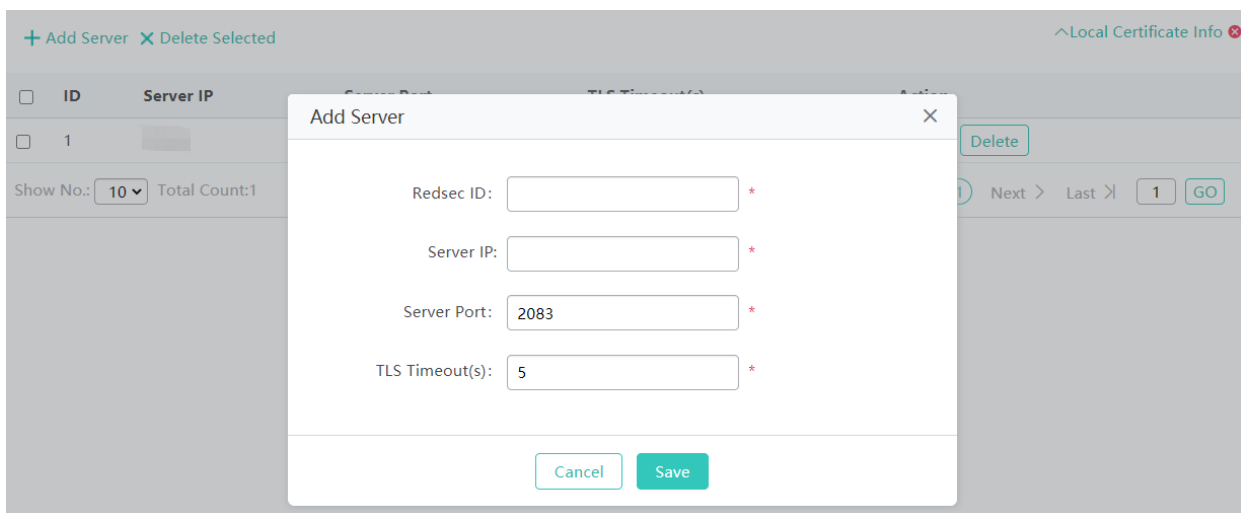 Add Server Delete Selected Local Certificate Info
ID Server IP
Add Server
1 Delete
Show No.: 10 Total Count:1 1 Next Last 1 GO
Redsec ID: *
Server IP: *
Server Port: 2083 *
TLS Timeout(s): 5 *
Cancel Save